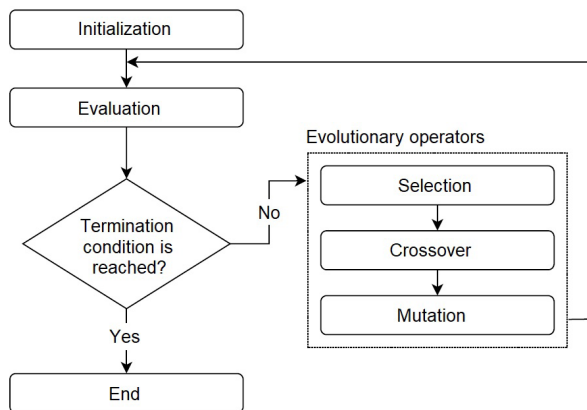 Initialization
Evaluation
Evolutionary operators
Selection
No
Termination
condition is
reached?
Crossover
Mutation
Yes
End